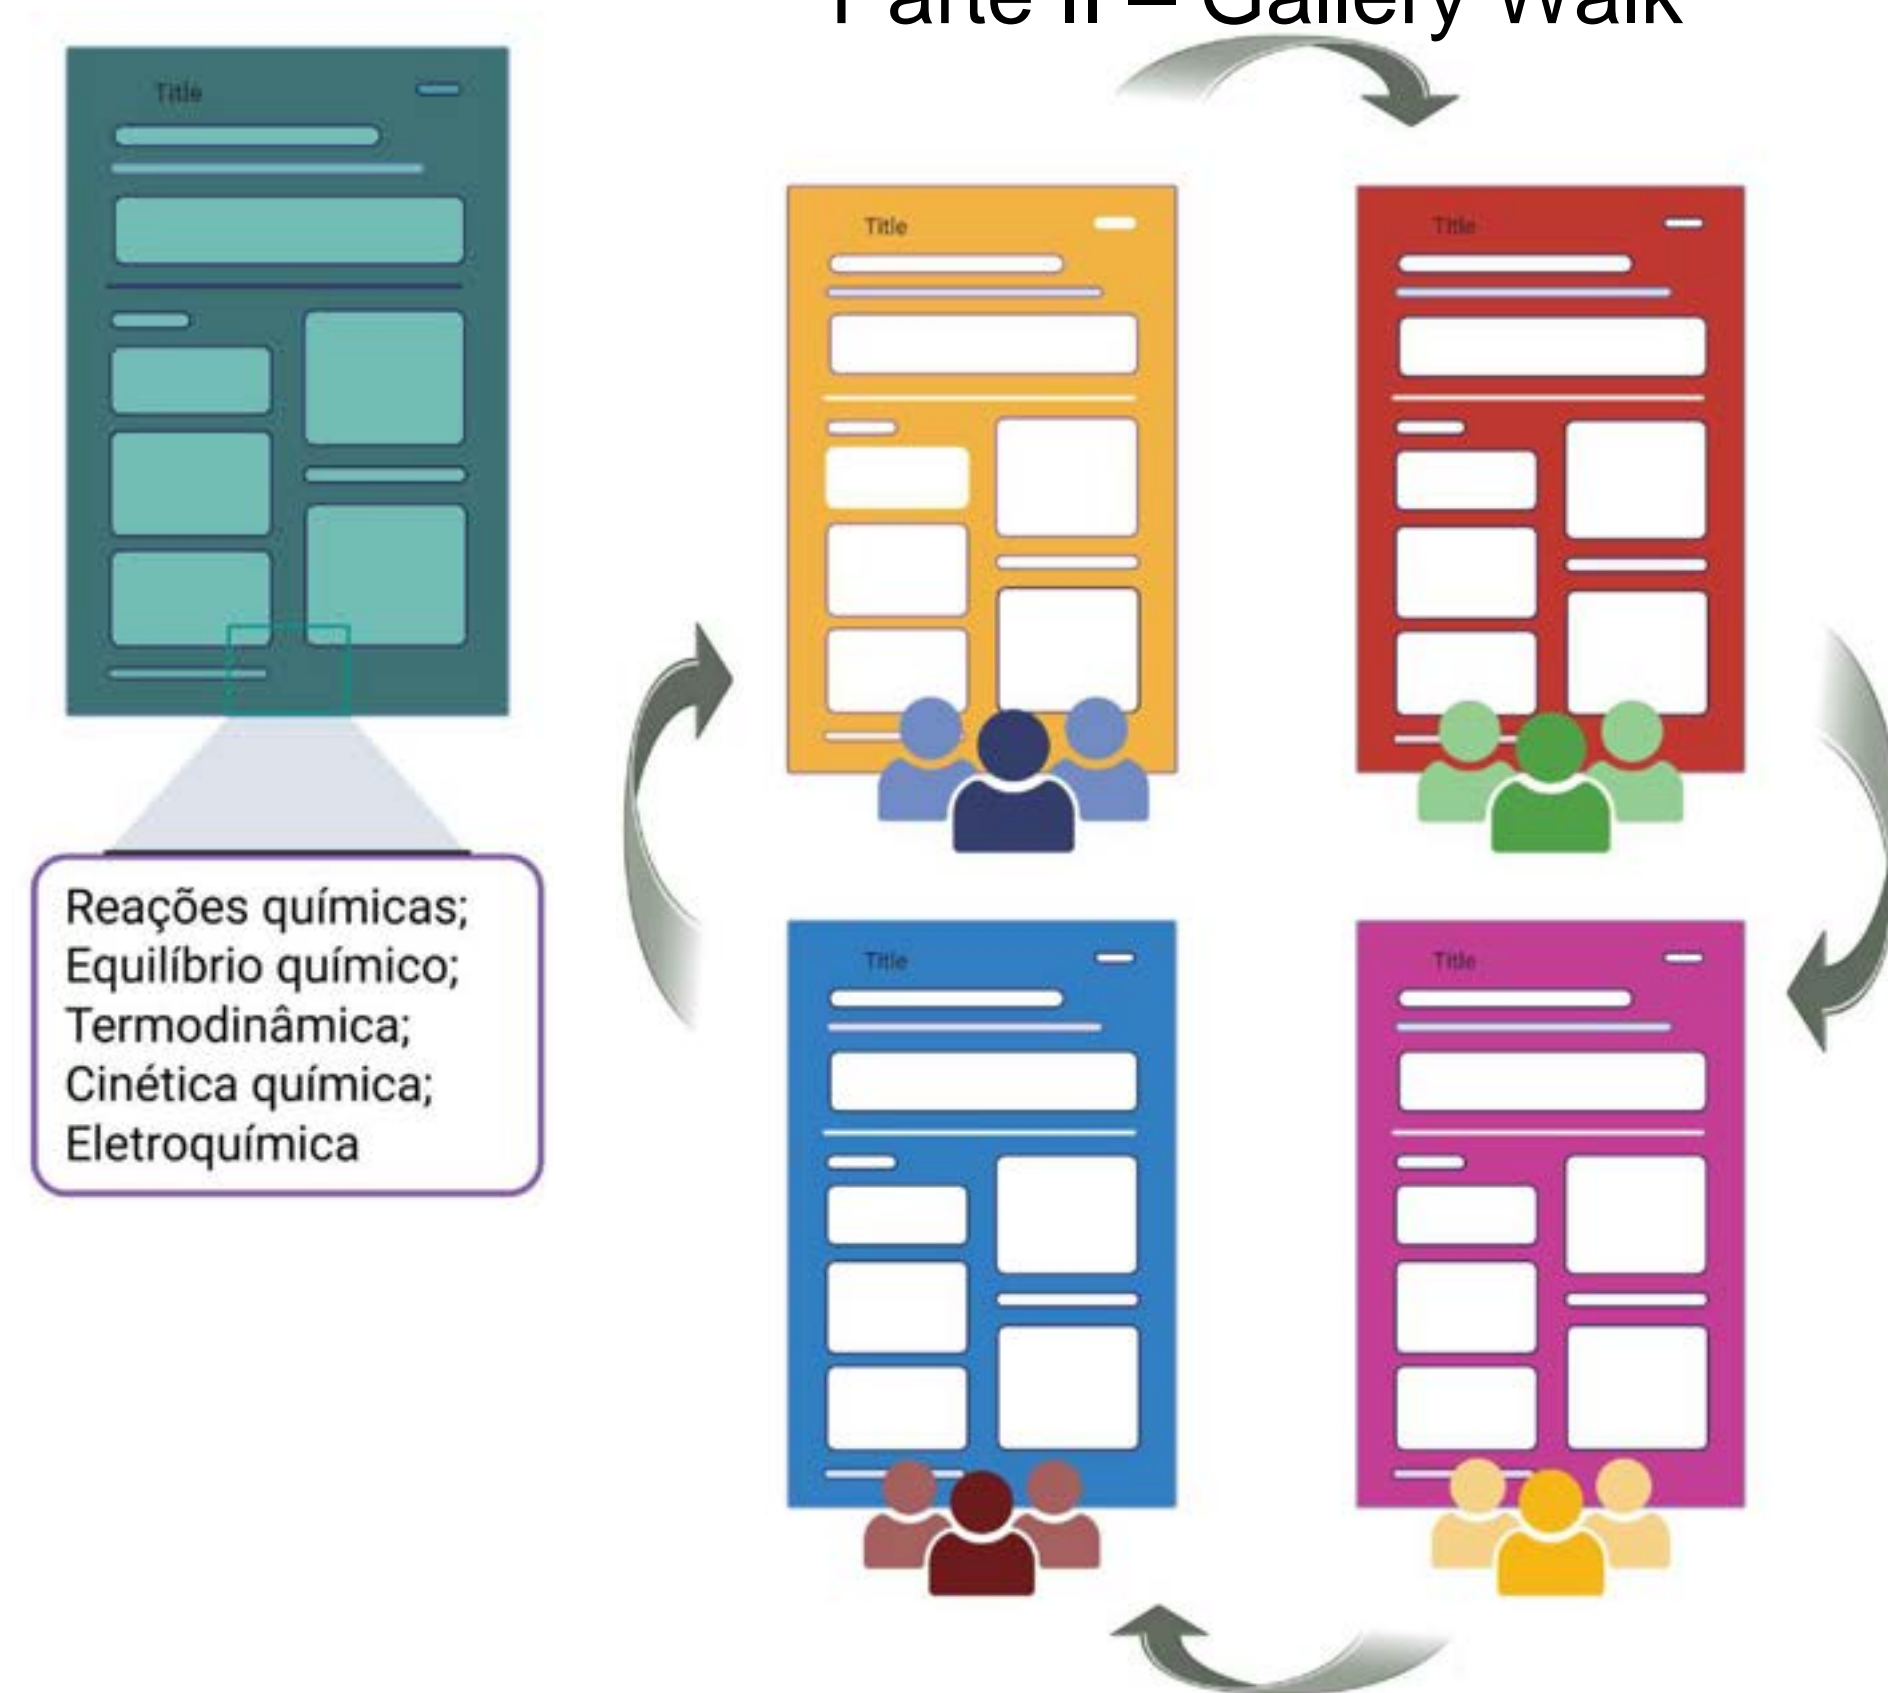 Parte II – Gallery Walk
Title
Title
Title
Reações químicas;
Equilíbrio químico;
Termodinâmica;
Cinética química;
Eletroquímica
Title
Title